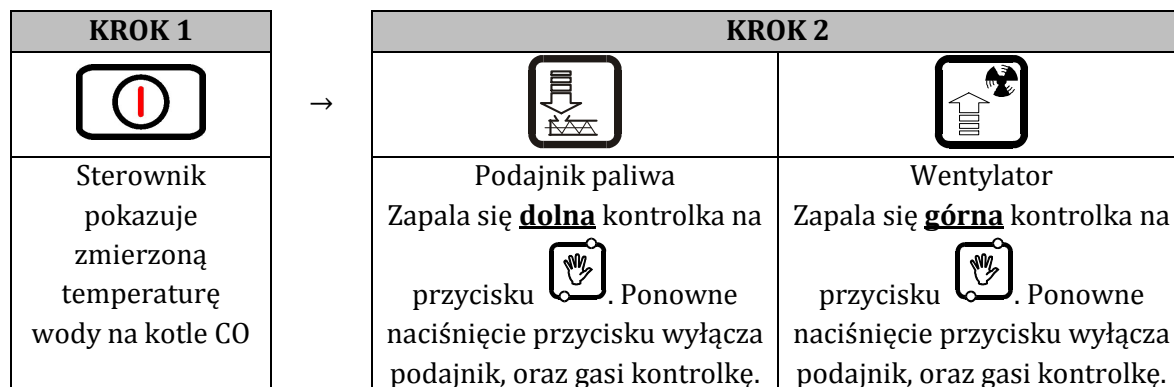 KROK 1
→
KROK 2
Sterownik
pokazuje
zmierzoną
temperaturę
wody na kotle CO
Podajnik paliwa
Zapala się dolna kontrolka na
przycisku . Ponowne
naciśnięcie przycisku wyłącza
podajnik, oraz gasi kontrolkę.
Wentylator
Zapala się górna kontrolka na
przycisku . Ponowne
naciśnięcie przycisku wyłącza
podajnik, oraz gasi kontrolkę.